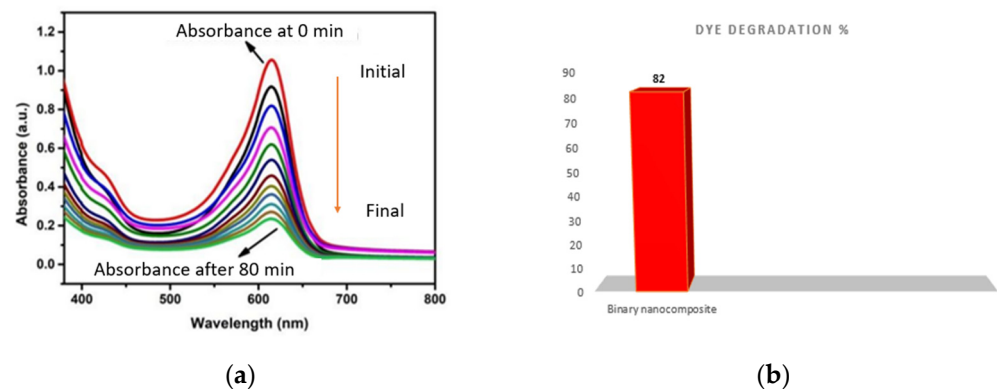 Absorbance at 0 min
Initial
Final
Absorbance after 80 min
Absorbance (a.u.)
1.2
1.0
0.8
0.6
0.4
0.2
0.0
400 500 600 700 800
Wavelength (nm)
(a)
DYE DEGRADATION %
90
80
70
60
50
40
30
20
10
0
82
Binary nanocomposite
(b)